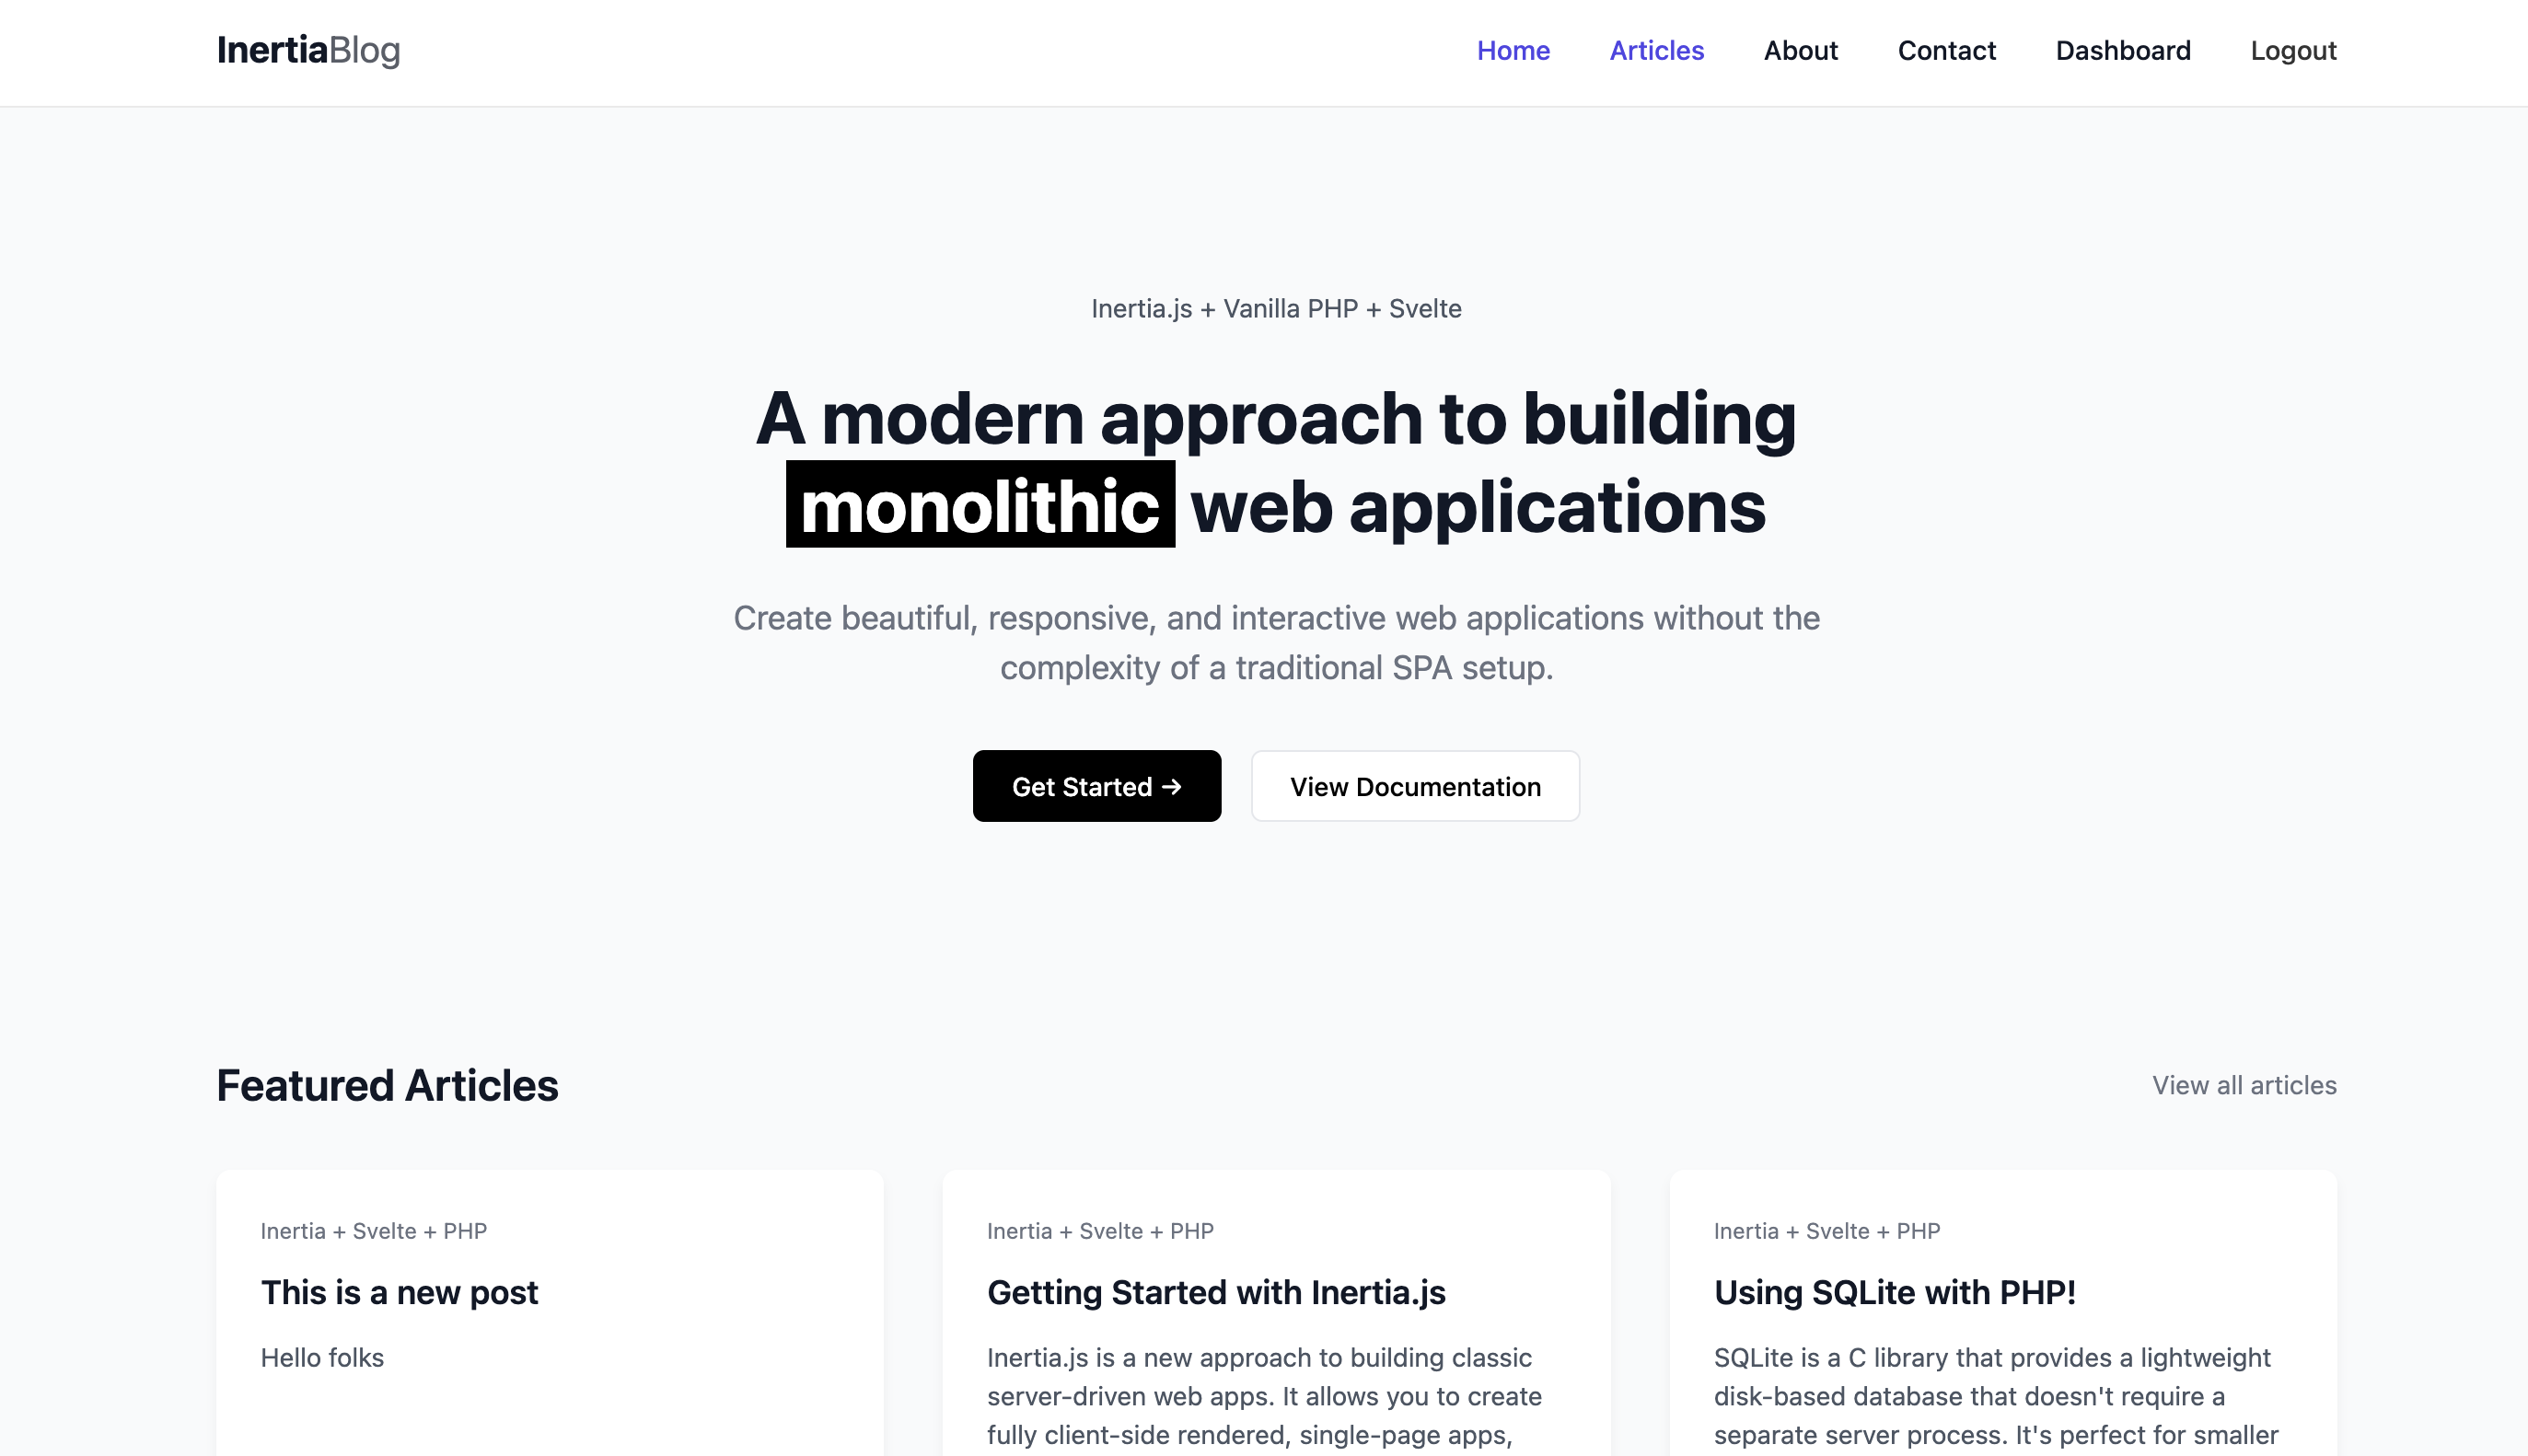 InertiaBlog
Home Articles About Contact Dashboard Logout
Inertia.js + Vanilla PHP + Svelte
A modern approach to building
monolithic web applications
Create beautiful, responsive, and interactive web applications without the
complexity of a traditional SPA setup.
Get Started →
View Documentation
Featured Articles
View all articles
Inertia + Svelte + PHP
This is a new post
Hello folks
Inertia + Svelte + PHP
Getting Started with Inertia.js
Inertia.js is a new approach to building classic
server-driven web apps. It allows you to create
fully client-side rendered, single-page apps,
Inertia + Svelte + PHP
Using SQLite with PHP!
SQLite is a C library that provides a lightweight
disk-based database that doesn't require a
separate server process. It's perfect for smaller